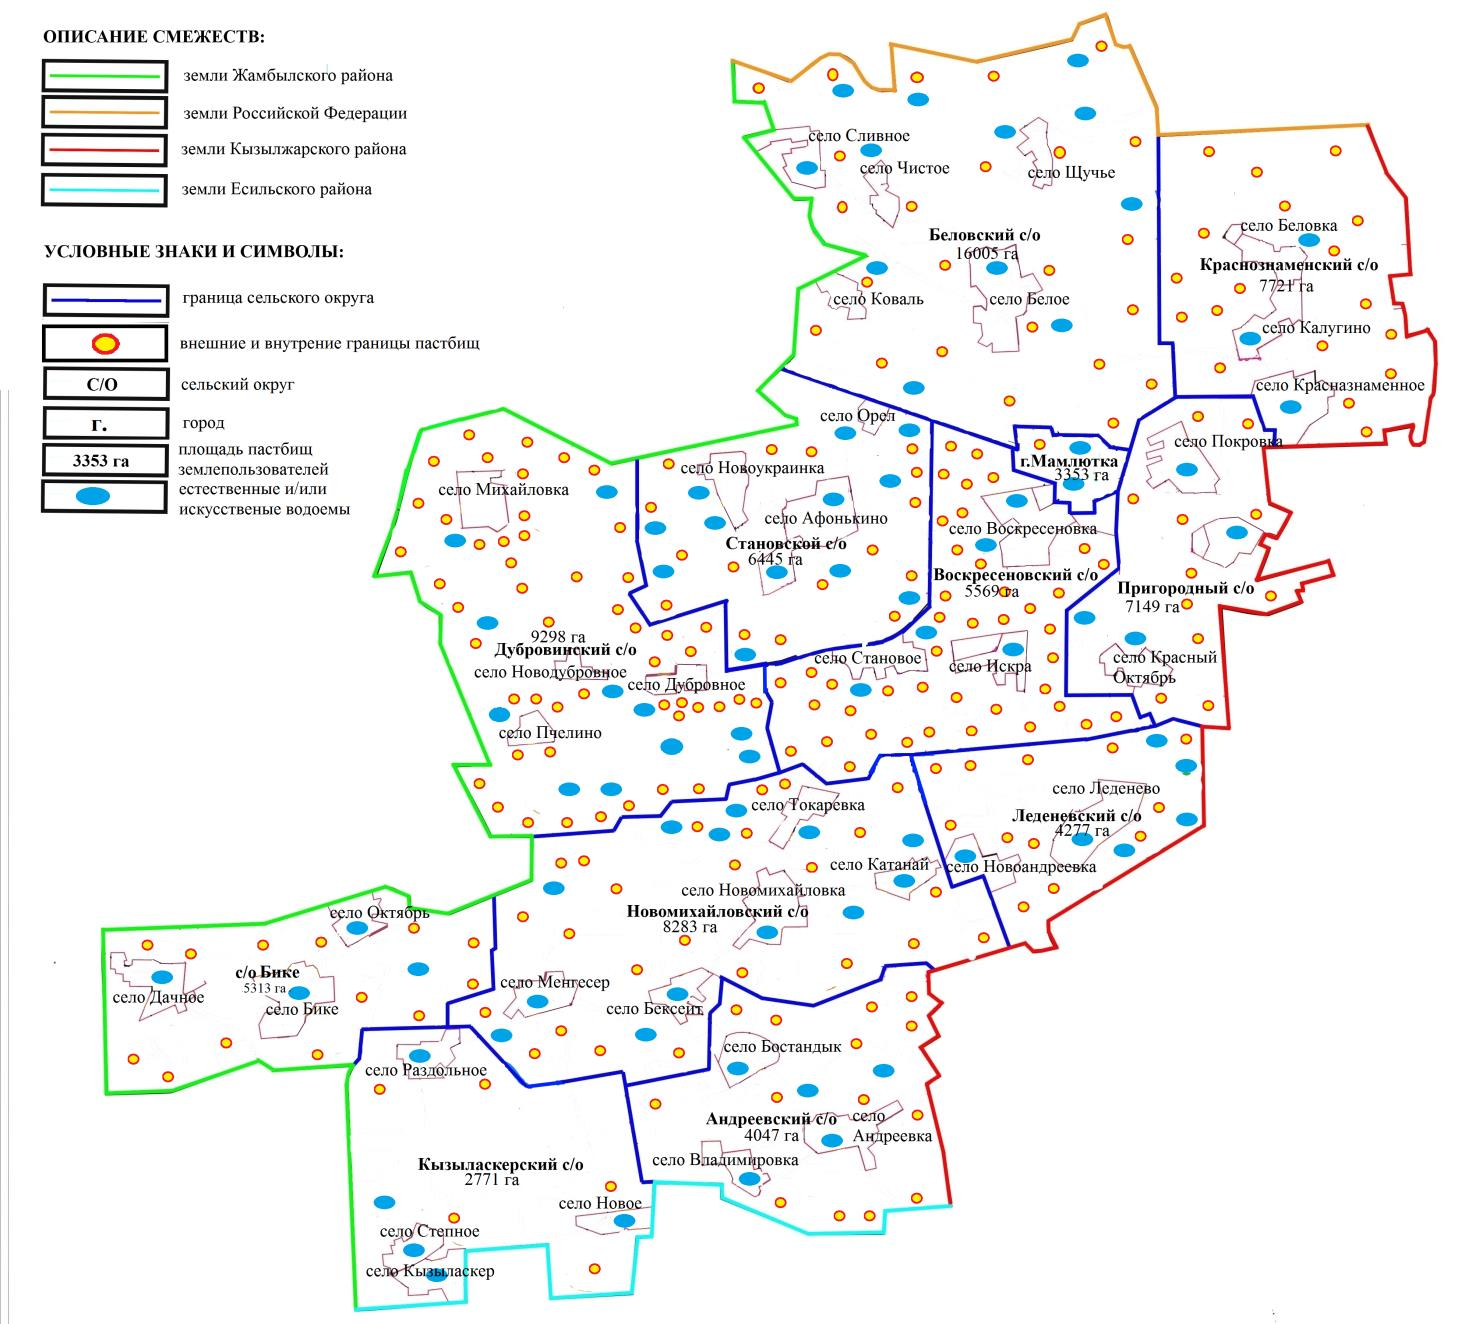 ОПИСАНИЕ СМЕЖЕСТВ:
земли Жамбылского района
земли Российской Федерации
земли Кызылжарского района
земли Есильского района
УСЛОВНЫЕ ЗНАКИ И СИМВОЛЫ:
граница сельского округа
внешние и внутрение границы пастбищ
С/О
сельский округ
г.
город
3353 га
площадь пастбищ
землепользователей
естественные и/или
искусственые водоемы
село Сливное
село Чистое
село Щучье
Беловский с/о
16005 га
село Коваль
село Белое
село Беловка
Краснознаменский с/о
7721 га
село Калугино
село Красназнаменное
село Орел
село Покровка
г.Мамлютка
3353 га
село Новоукраинка
село Михайловка
село Афонькино
село Воскресеновка
Становской с/о
6445 га
Воскресеновский с/о
5569 га
Пригородный с/о
7149 га
9298 га
Дубровинский с/о
село Становое
село Искра
село Красный
Октябрь
село Новодубровное
село Дубровное
село Пчелино
село Токаревка
село Леденево
Леденевский с/о
4277 га
село Катанай
село Новоандреевка
село Новомихайловка
Новомихайловский с/о
8283 га
село Октябрь
с/о Бике
5313 га
село Дачное
село Бике
село Менгесер
село Бексеит
село Бостандык
село Раздольное
Андреевский с/о
4047 га
село
Андреевка
село Владимировка
Кызыласкерский с/о
2771 га
село Новое
село Степное
село Кызыласкер